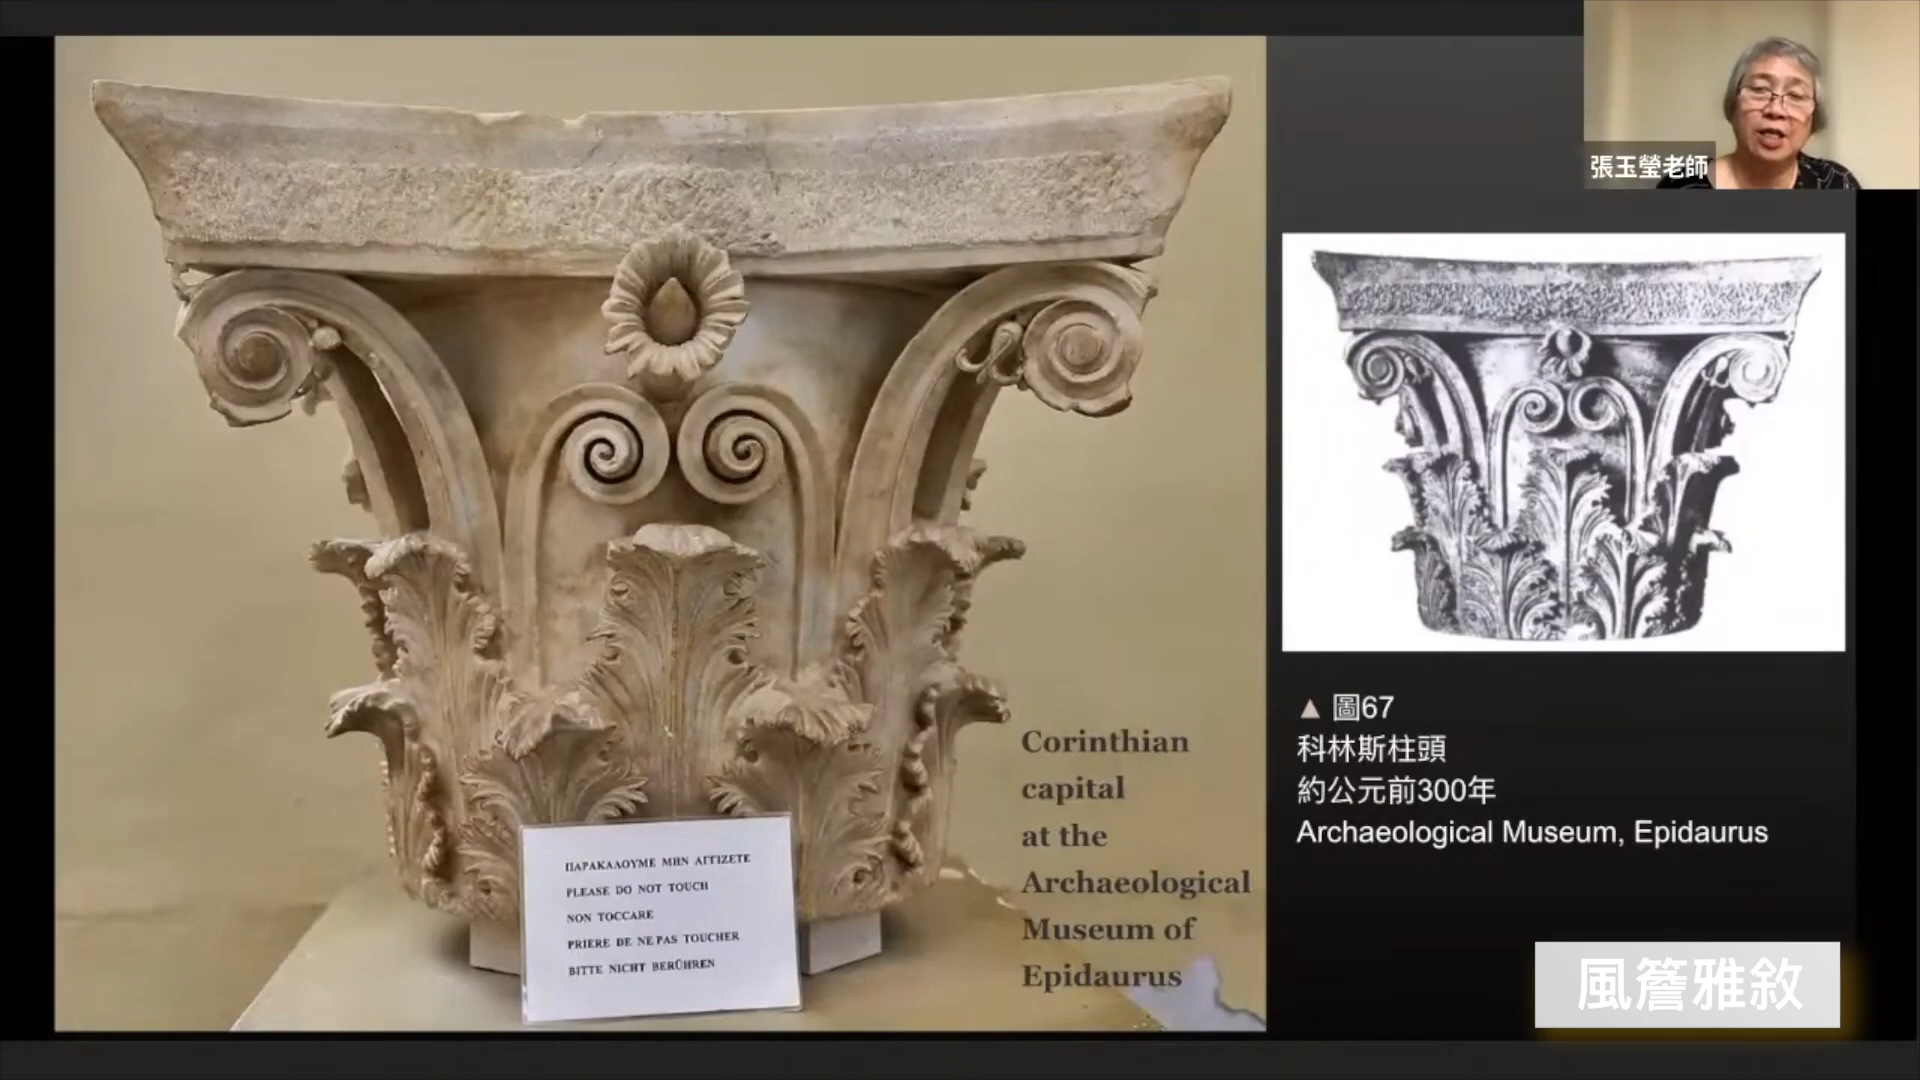 張玉瑩老師
ΠΑΡΑΚΑΛΟΥΜΕ ΜΗΝ ΑΓΓΙΖΕΤΕ
PLEASE DO NOT TOUCH
NON TOCCARE
PRIERE DE NE PAS TOUCHER
BITTE NICHT BERÜHREN
Corinthian
capital
at the
Archaeological
Museum of
Epidaurus
▲ 圖67
科林斯柱頭
約公元前300年
Archaeological Museum, Epidaurus
風簷雅敘